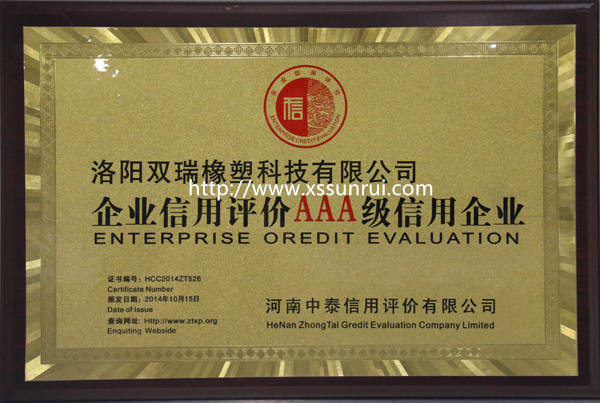 企业信用评价
信
ENTERPRISE CREDIT EVALUATION
洛阳双瑞橡塑科技有限公司
http://www.xssunrui.com
企业信用评价AAA级信用企业
ENTERPRISE OREDIT EVALUATION
证书编号：HCC2014ZT526
Certificate Number
颁发日期：2014年10月15日
Date of Issue
查询网址：Http://www.ztxp.org
Enquiting Webside
河南中泰信用评价有限公司
HeNan ZhongTai Gredit Evaluation Company Limited